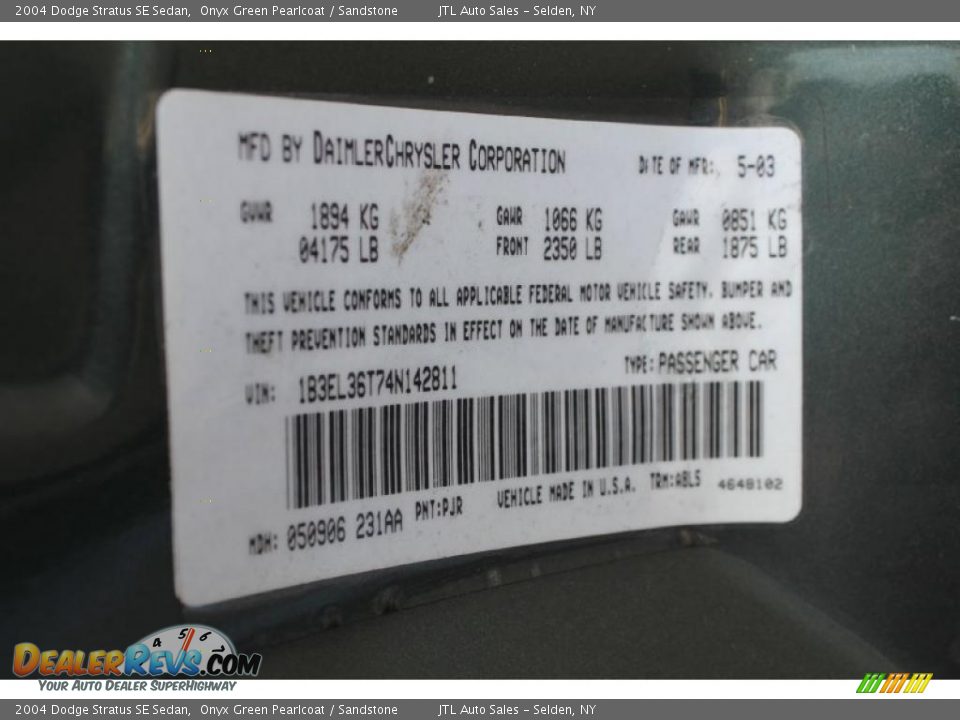 2004 Dodge Stratus SE Sedan, Onyx Green Pearlcoat / Sandstone JTL Auto Sales - Selden, NY
MFD BY DAIMLERCHRYSLER CORPORATION DATE OF MFR: 5-03
GVWR 1894 KG GAWR 1066 KG GAWR 0851 KG
04175 LB FRONT 2350 LB REAR 1875 LB
THIS VEHICLE CONFORMS TO ALL APPLICABLE FEDERAL MOTOR VEHICLE SAFETY, BUMPER AND
THEFT PREVENTION STANDARDS IN EFFECT ON THE DATE OF MANUFACTURE SHOWN ABOVE.
VIN: 1B3EL36T74N142811 TYPE: PASSENGER CAR
MDH: 050906 231AA PNT:PJR VEHICLE MADE IN U.S.A. TRM:ABL5 4648102
4 5 6
DEALERREVS.COM
YOUR AUTO DEALER SUPERHIGHWAY
2004 Dodge Stratus SE Sedan, Onyx Green Pearlcoat / Sandstone JTL Auto Sales - Selden, NY